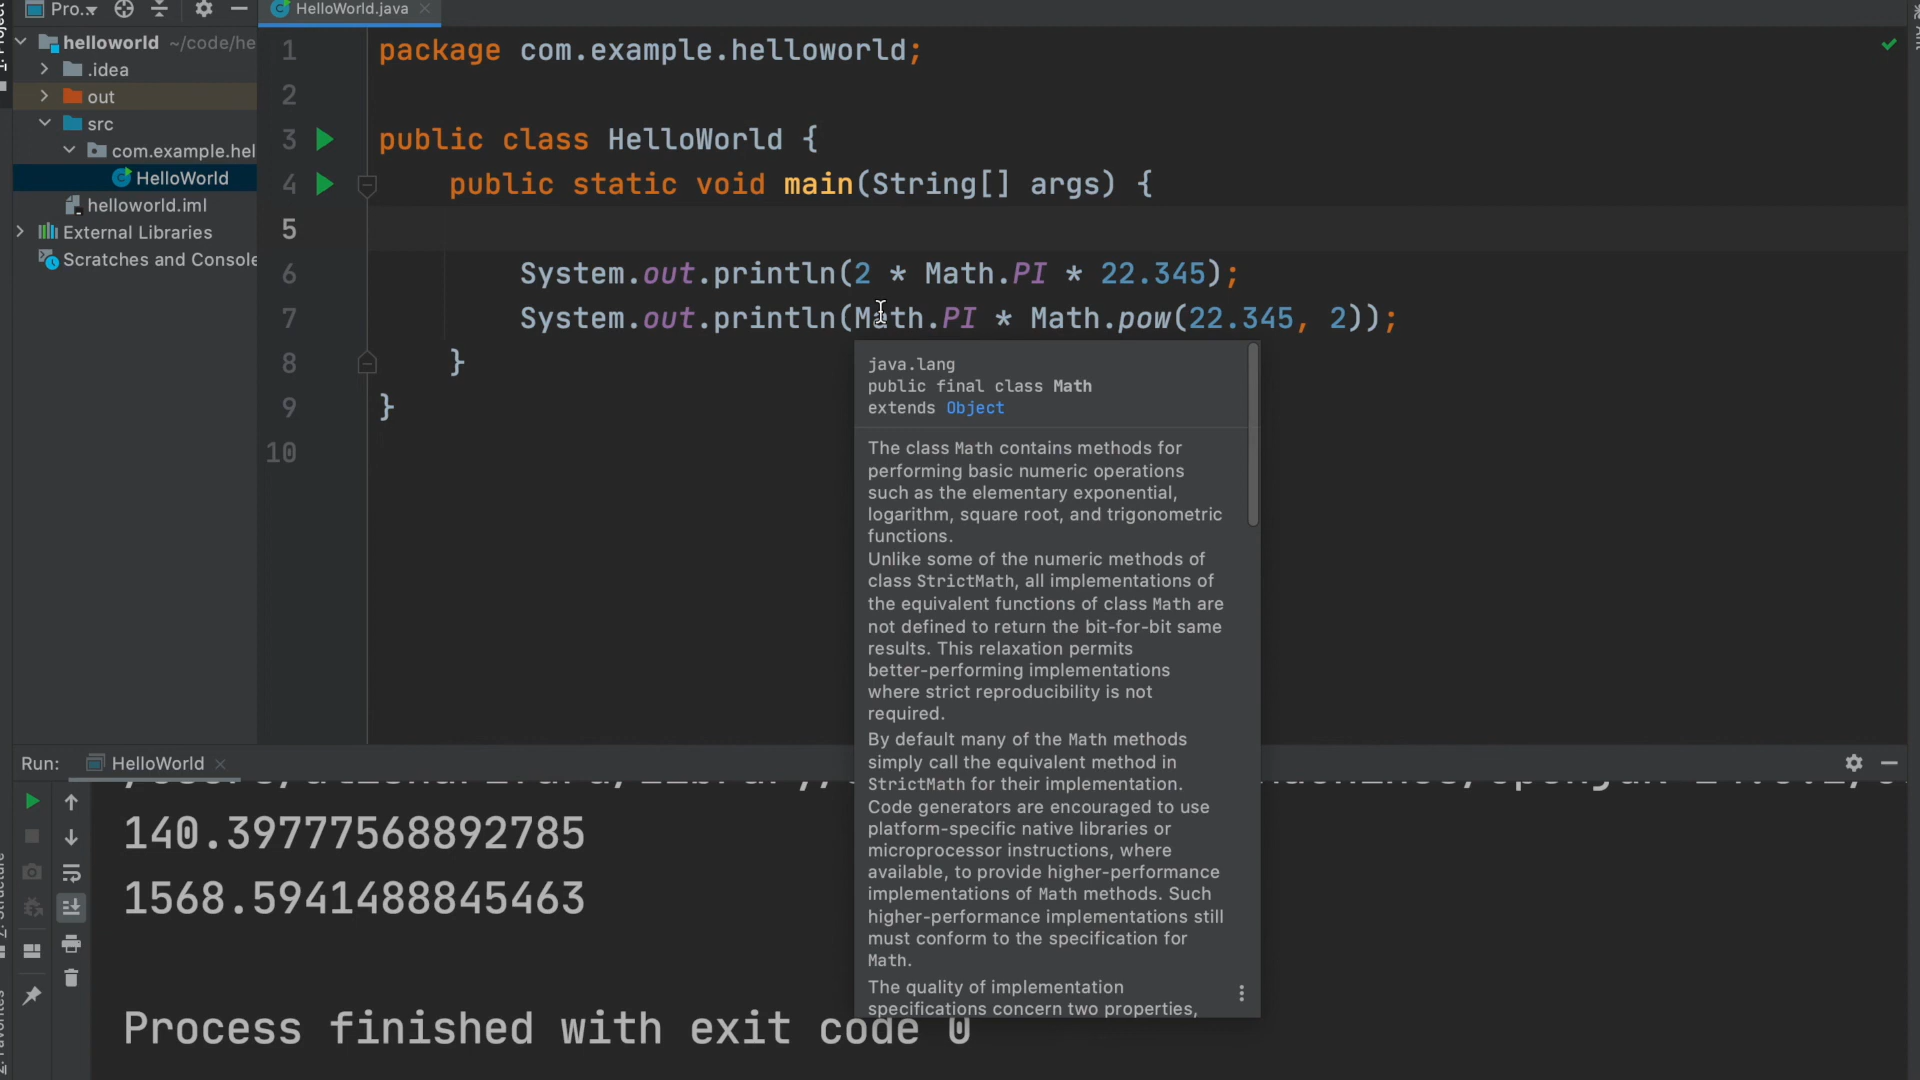 Pro..
HelloWorld.java
helloworld ~/code/he
.idea
out
src
com.example.hel
HelloWorld
helloworld.iml
External Libraries
Scratches and Console
1 package com.example.helloworld;
2
3 public class HelloWorld {
4 public static void main(String[] args) {
5
6 System.out.println(2 * Math.PI * 22.345);
7 System.out.println(Math.PI * Math.pow(22.345, 2));
8 }
9 }
10
java.lang
public final class Math
extends Object
The class Math contains methods for
performing basic numeric operations
such as the elementary exponential,
logarithm, square root, and trigonometric
functions.
Unlike some of the numeric methods of
class StrictMath, all implementations of
the equivalent functions of class Math are
not defined to return the bit-for-bit same
results. This relaxation permits
better-performing implementations
where strict reproducibility is not
required.
By default many of the Math methods
simply call the equivalent method in
StrictMath for their implementation.
Code generators are encouraged to use
platform-specific native libraries or
microprocessor instructions, where
available, to provide higher-performance
implementations of Math methods. Such
higher-performance implementations still
must conform to the specification for
Math.
The quality of implementation
specifications concern two properties,
Run: HelloWorld
140.39777568892785
1568.5941488845463
Process finished with exit code 0